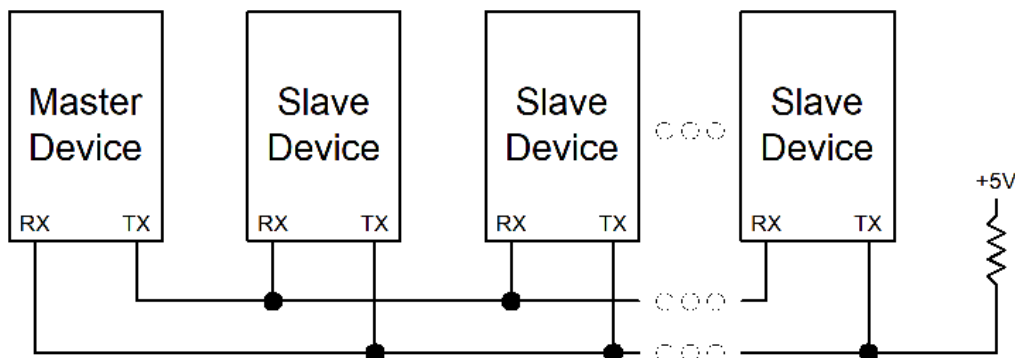 Master
Device
Slave
Device
Slave
Device
Slave
Device
+5V
RX TX
RX TX
RX TX
RX TX